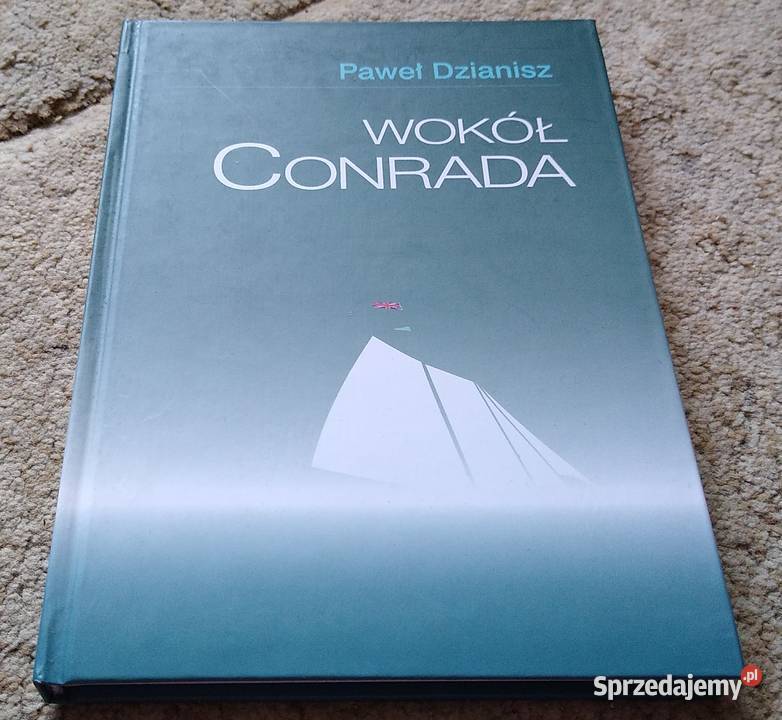 Paweł Dzianisz
WOKÓŁ
CONRADA
Sprzedajemy.pl